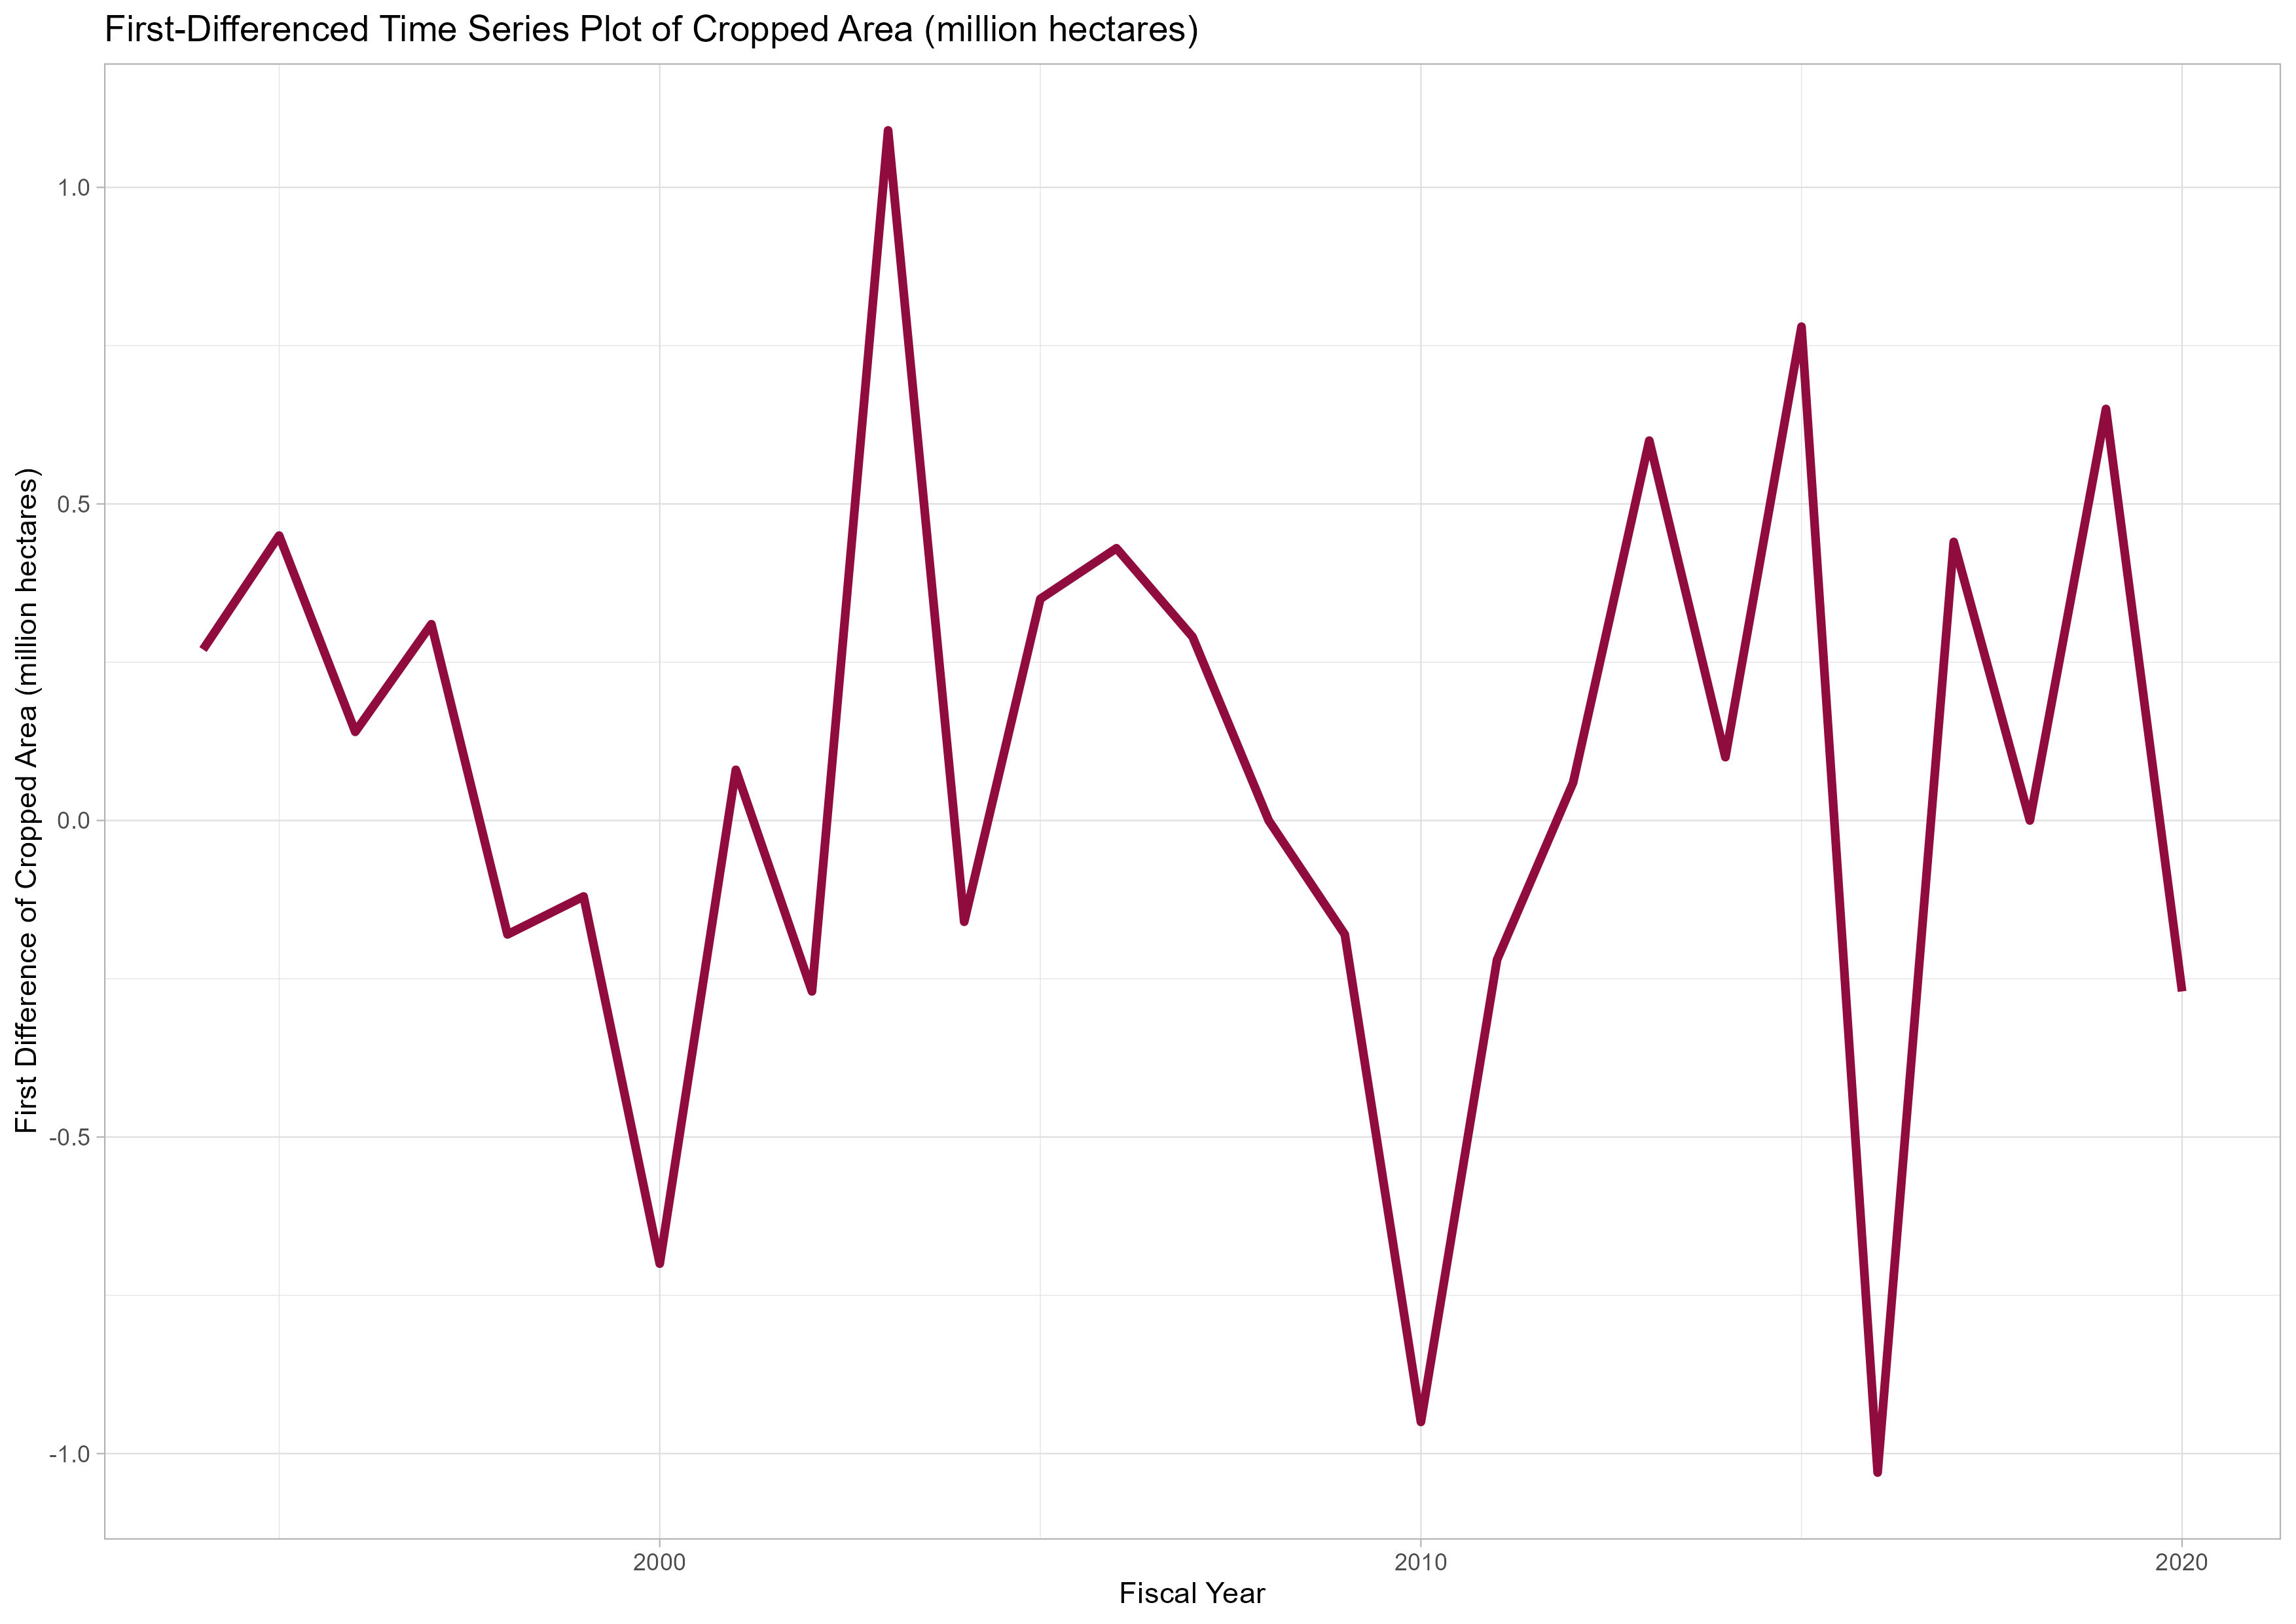 First-Differenced Time Series Plot of Cropped Area (million hectares)
First Difference of Cropped Area (million hectares)
1.0
0.5
0.0
-0.5
-1.0
2000
2010
2020
Fiscal Year